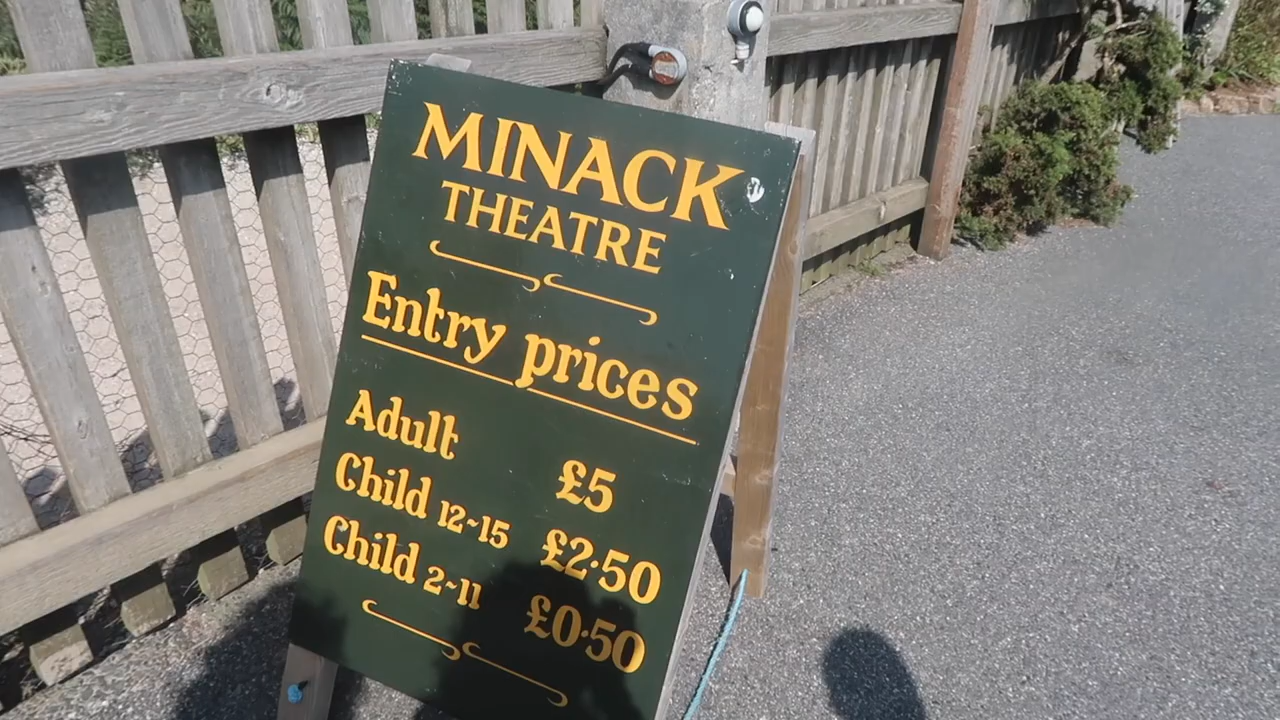 MINACK
THEATRE
Entry prices
Adult £5
Child 12~15 £2·50
Child 2~11 £0·50